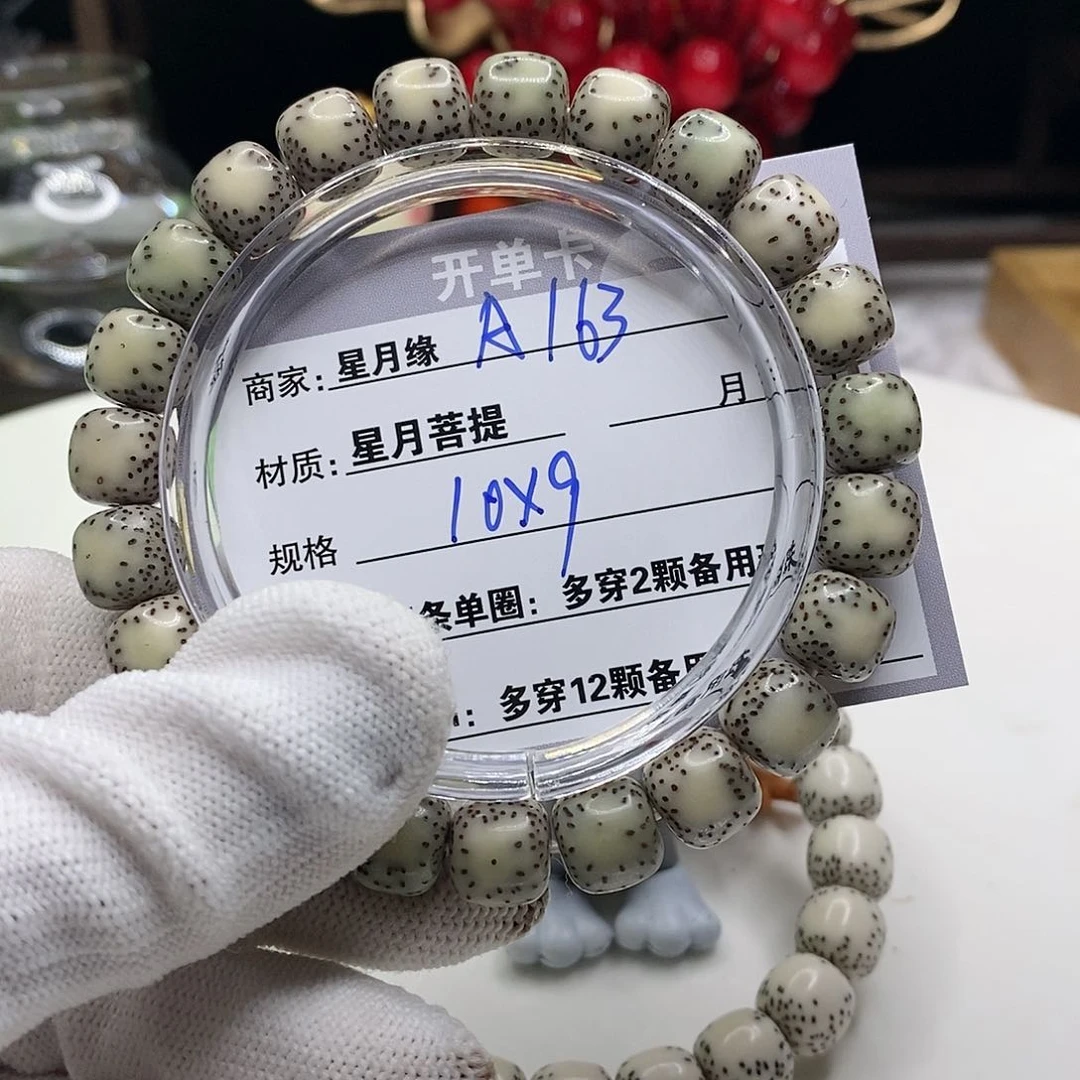 开单卡
商家：星月缘 A163
材质：星月菩提 月
规格 10X9
条单圈：多穿2颗备用
：多穿12颗备用